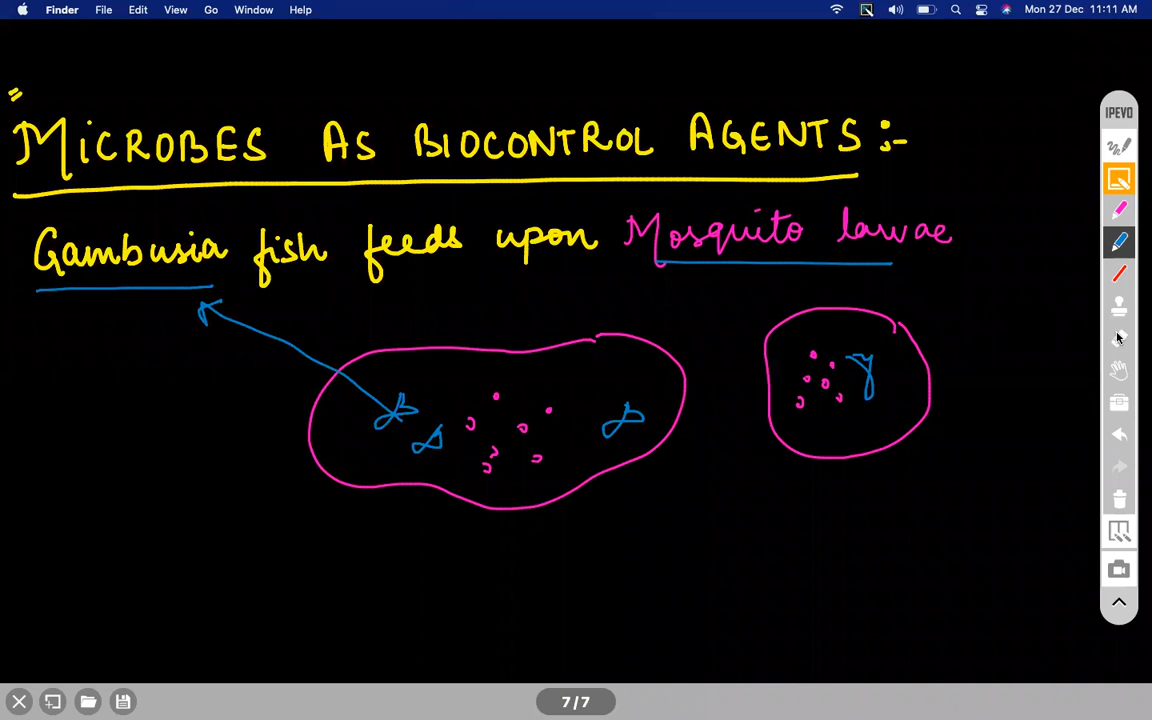 Finder File Edit View Go Window Help Mon 27 Dec 11:11 AM
IPEVO
MICROBES AS BIOCONTROL AGENTS :-
Gambusia fish feeds upon Mosquito larvae
7/7